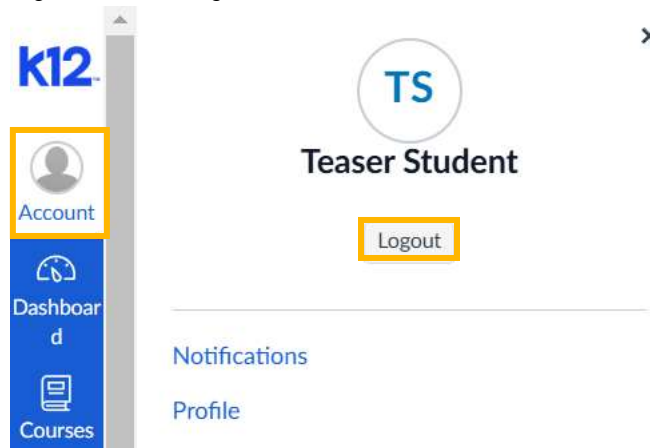 k12
Account
Dashboar
d
Courses
TS
Teaser Student
Logout
Notifications
Profile